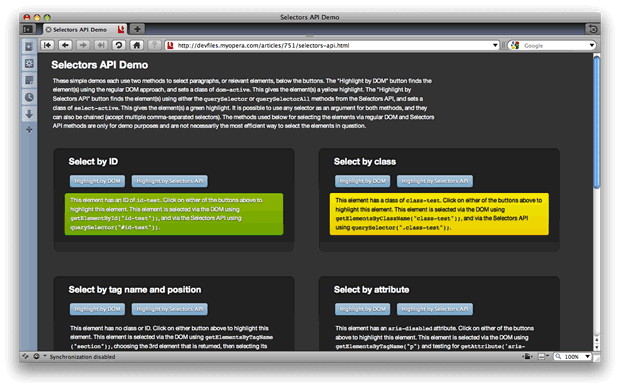 Selectors API Demo
Selectors API Demo
http://devfiles.myopera.com/articles/751/selectors-api.html
Google
Selectors API Demo
These simple demos each use two methods to select paragraphs, or relevant elements, below the buttons. The "Highlight by DOM" button finds the
element(s) using the regular DOM approach, and sets a class of dom-active. This gives the element(s) a yellow highlight. The "Highlight by
Selectors API" button finds the element(s) using either the querySelector or querySelectorAll methods from the Selectors API, and sets a
class of select-active. This gives the element(s) a green highlight. It is possible to use any selector as an argument for both methods, and they
can also be chained (accept multiple comma-separated selectors). The methods used below for selecting the elements via regular DOM and Selectors
API methods are only for demo purposes and are not necessarily the most efficient way to select the elements in question.
Select by ID
Highlight by DOM
Highlight by Selectors API
This element has an ID of id-test. Click on either of the buttons above to
highlight this element. This element is selected via the DOM using
getElementById("id-test");, and via the Selectors API using
querySelector("#id-test");.
Select by class
Highlight by DOM
Highlight by Selectors API
This element has a class of class-test. Click on either of the buttons above to
highlight this element. This element is selected via the DOM using
getElementsByClassName("class-test");, and via the Selectors API
using querySelector(".class-test");.
Select by tag name and position
Highlight by DOM
Highlight by Selectors API
This element has no class or ID. Click on either button above to highlight this
element. This element is selected via the DOM using getElementsByTagName
("section");, choosing the 3rd element that is returned, then selecting its
Select by attribute
Highlight by DOM
Highlight by Selectors API
This element has an aria-disabled attribute. Click on either of the buttons
above to highlight this element. This element is selected via the DOM using
getElementsByTagName("p") and testing for getAttribute('aria-
Synchronization disabled
100%